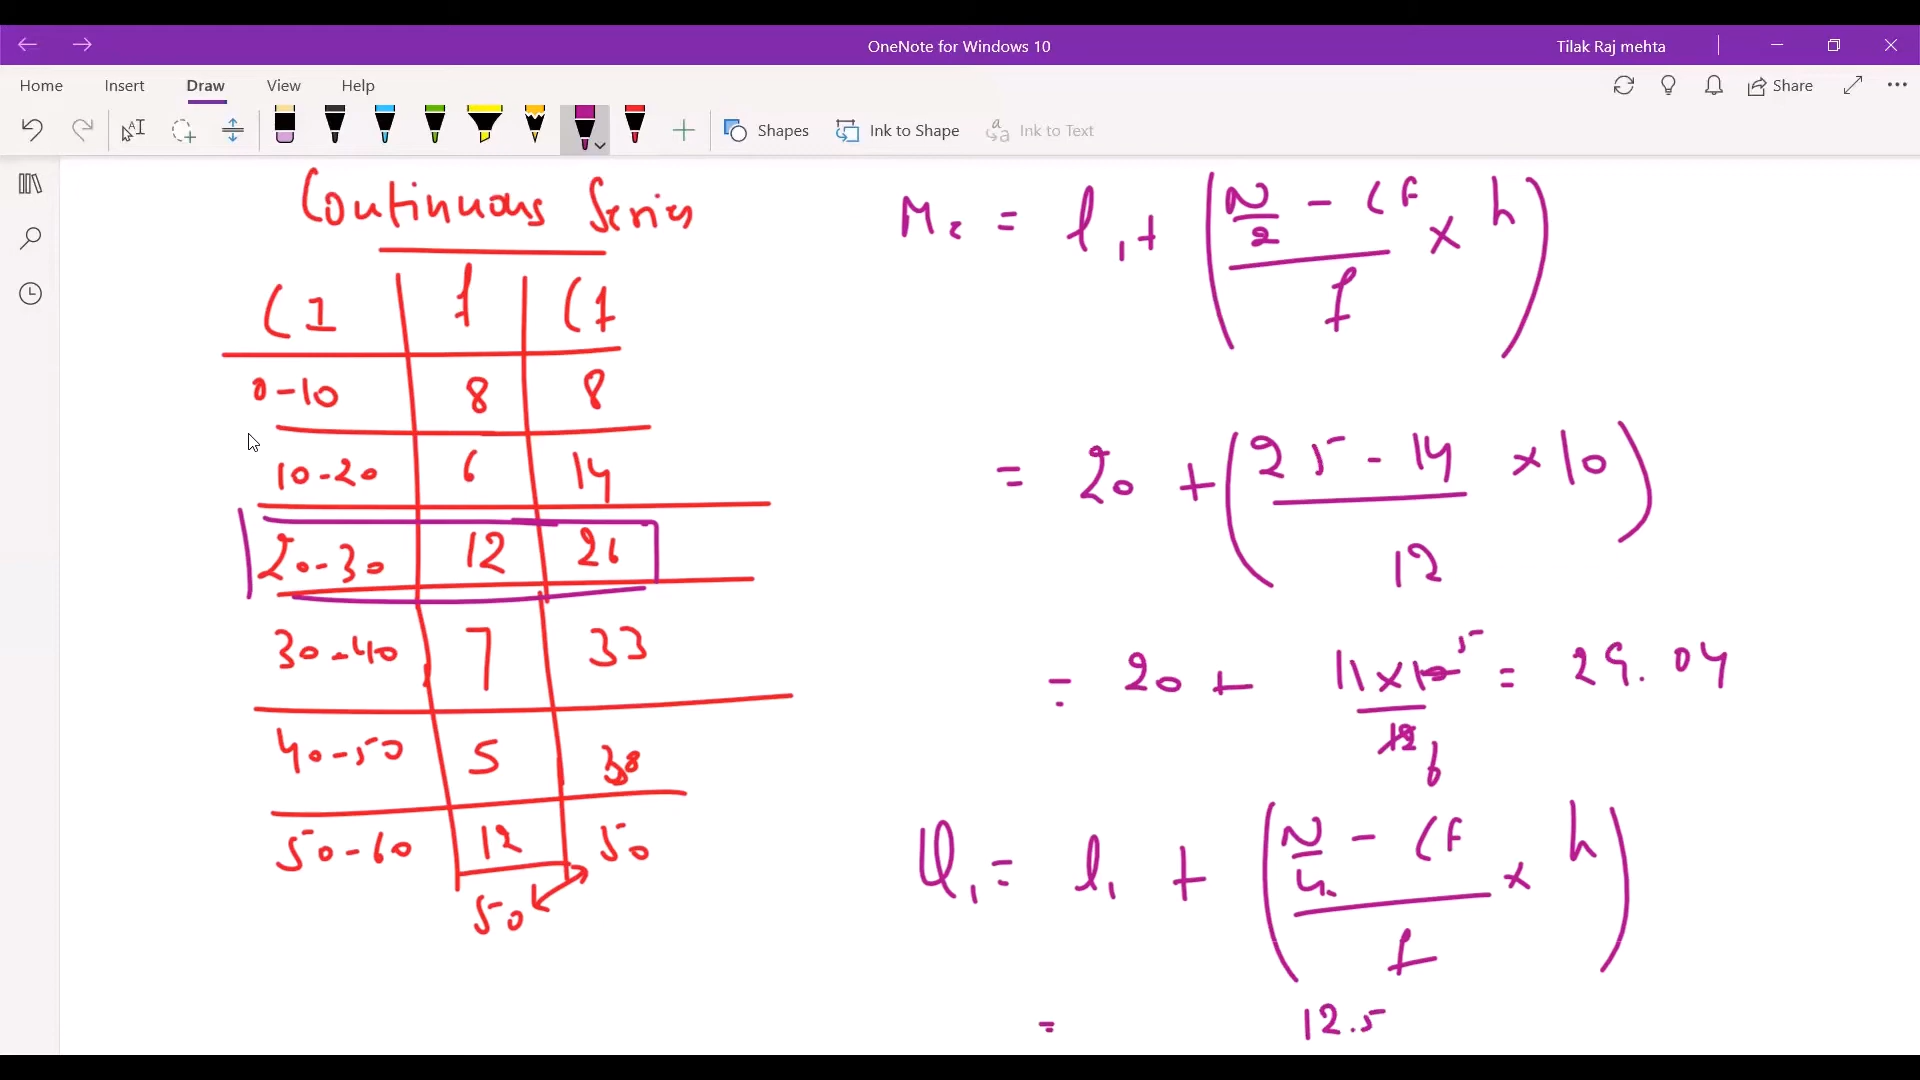 OneNote for Windows 10
Tilak Raj mehta
Home Insert Draw View Help
Share
Shapes Ink to Shape Ink to Text
Continuous Series
CI f Cf
0-10 8 8
10-20 6 14
20-30 12 26
30-40 7 33
40-50 5 38
50-60 12 50
50
M₂ = l₁ + (N/2 - CF / f × h)
= 20 + (25 - 14 / 12 × 10)
= 20 + 11 × 10 5 / 12 6 = 29.04
Q₁ = l₁ + (N/4 - CF / f × h)
= 12.5